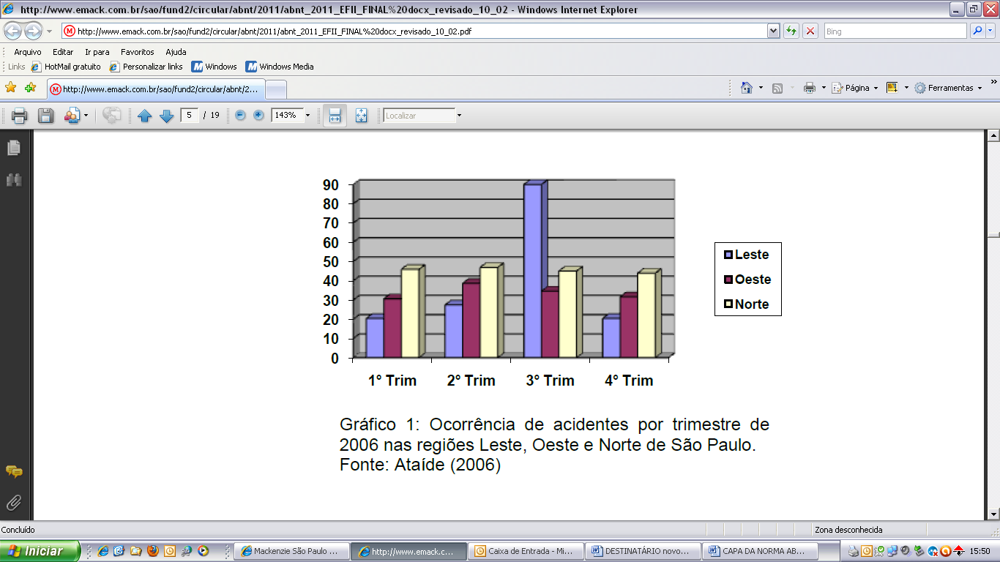 http://www.emack.com.br/sao/fund2/circular/abnt/2011/abnt_2011_EFII_FINAL%20docx_revisado_10_02 - Windows Internet Explorer
http://www.emack.com.br/sao/fund2/circular/abnt/2011/abnt_2011_EFII_FINAL%20docx_revisado_10_02.pdf
Bing
Arquivo Editar Ir para Favoritos Ajuda
Links HotMail gratuito Personalizar links Windows Windows Media
http://www.emack.com.br/sao/fund2/circular/abnt/2... Página Ferramentas »
5 / 19 143% Localizar
90
80
70
60
50
40
30
20
10
0
1° Trim 2° Trim 3° Trim 4° Trim
Leste
Oeste
Norte
Gráfico 1: Ocorrência de acidentes por trimestre de
2006 nas regiões Leste, Oeste e Norte de São Paulo.
Fonte: Ataíde (2006)
Concluído Zona desconhecida
Iniciar » Mackenzie São Paulo ... http://www.emack.c... Caixa de Entrada - Mi... DESTINATÁRIO novo... CAPA DA NORMA AB... 15:50